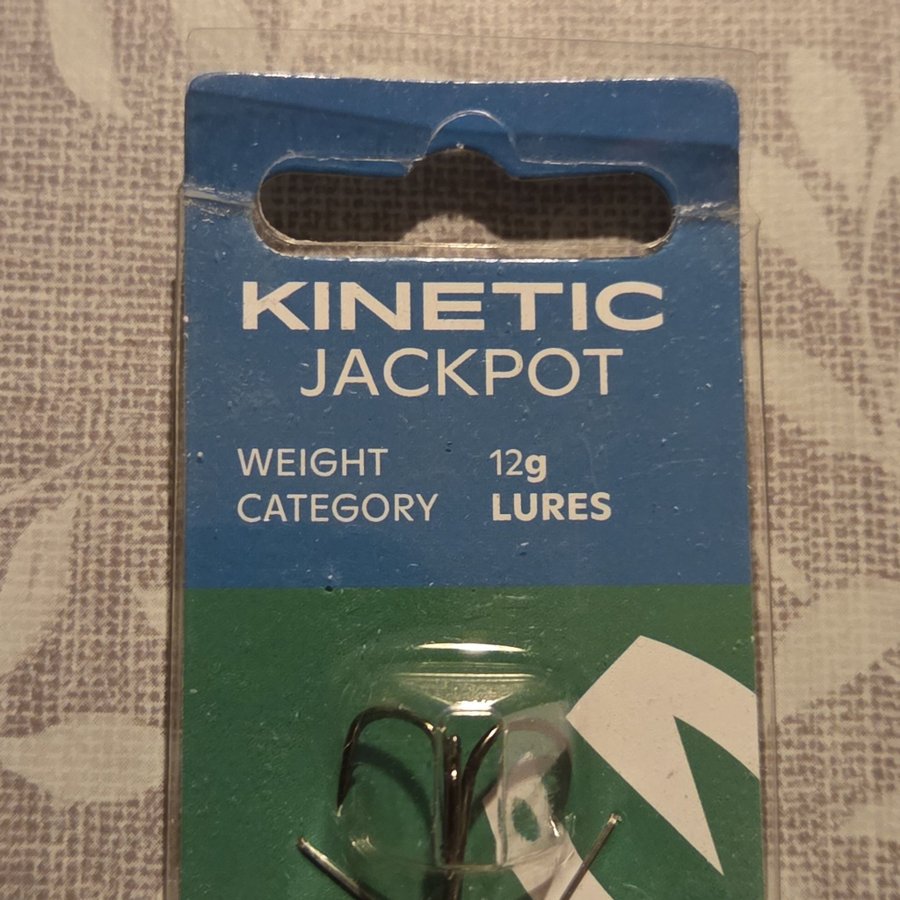 KINETIC
JACKPOT
WEIGHT 12g
CATEGORY LURES